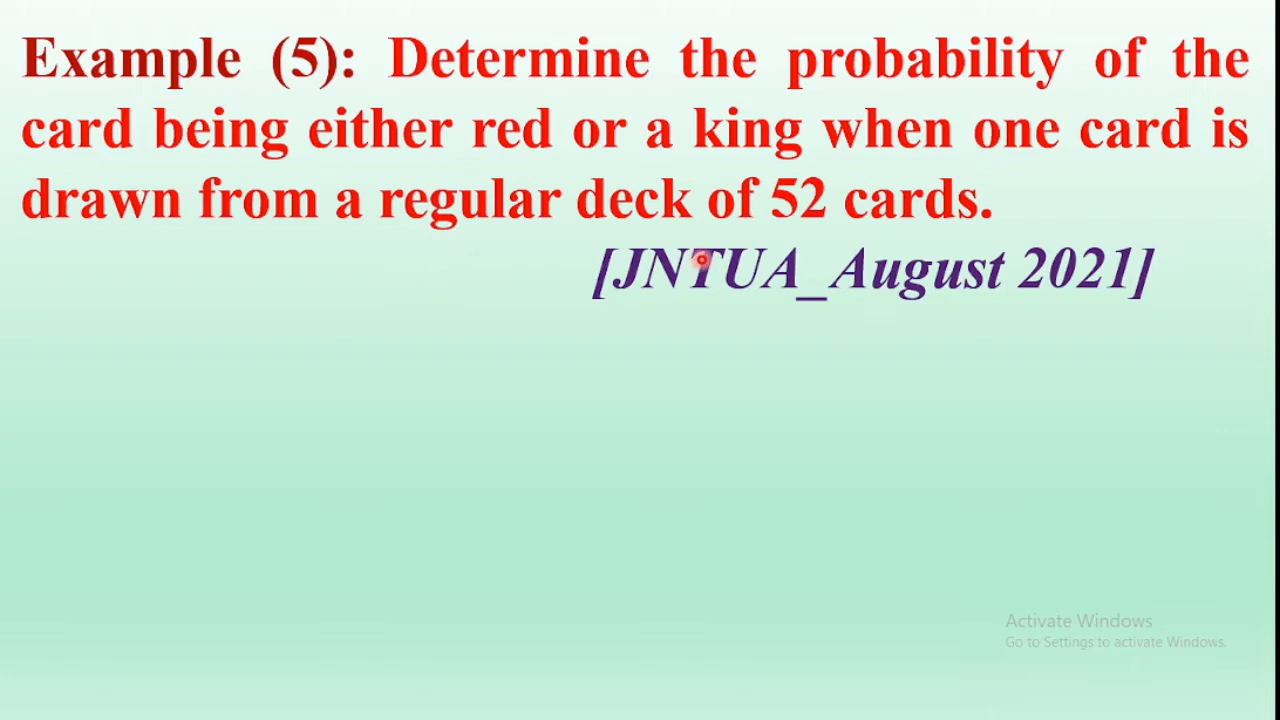 Example (5): Determine the probability of the
card being either red or a king when one card is
drawn from a regular deck of 52 cards.
[JNTUA_August 2021]
Activate Windows
Go to Settings to activate Windows.